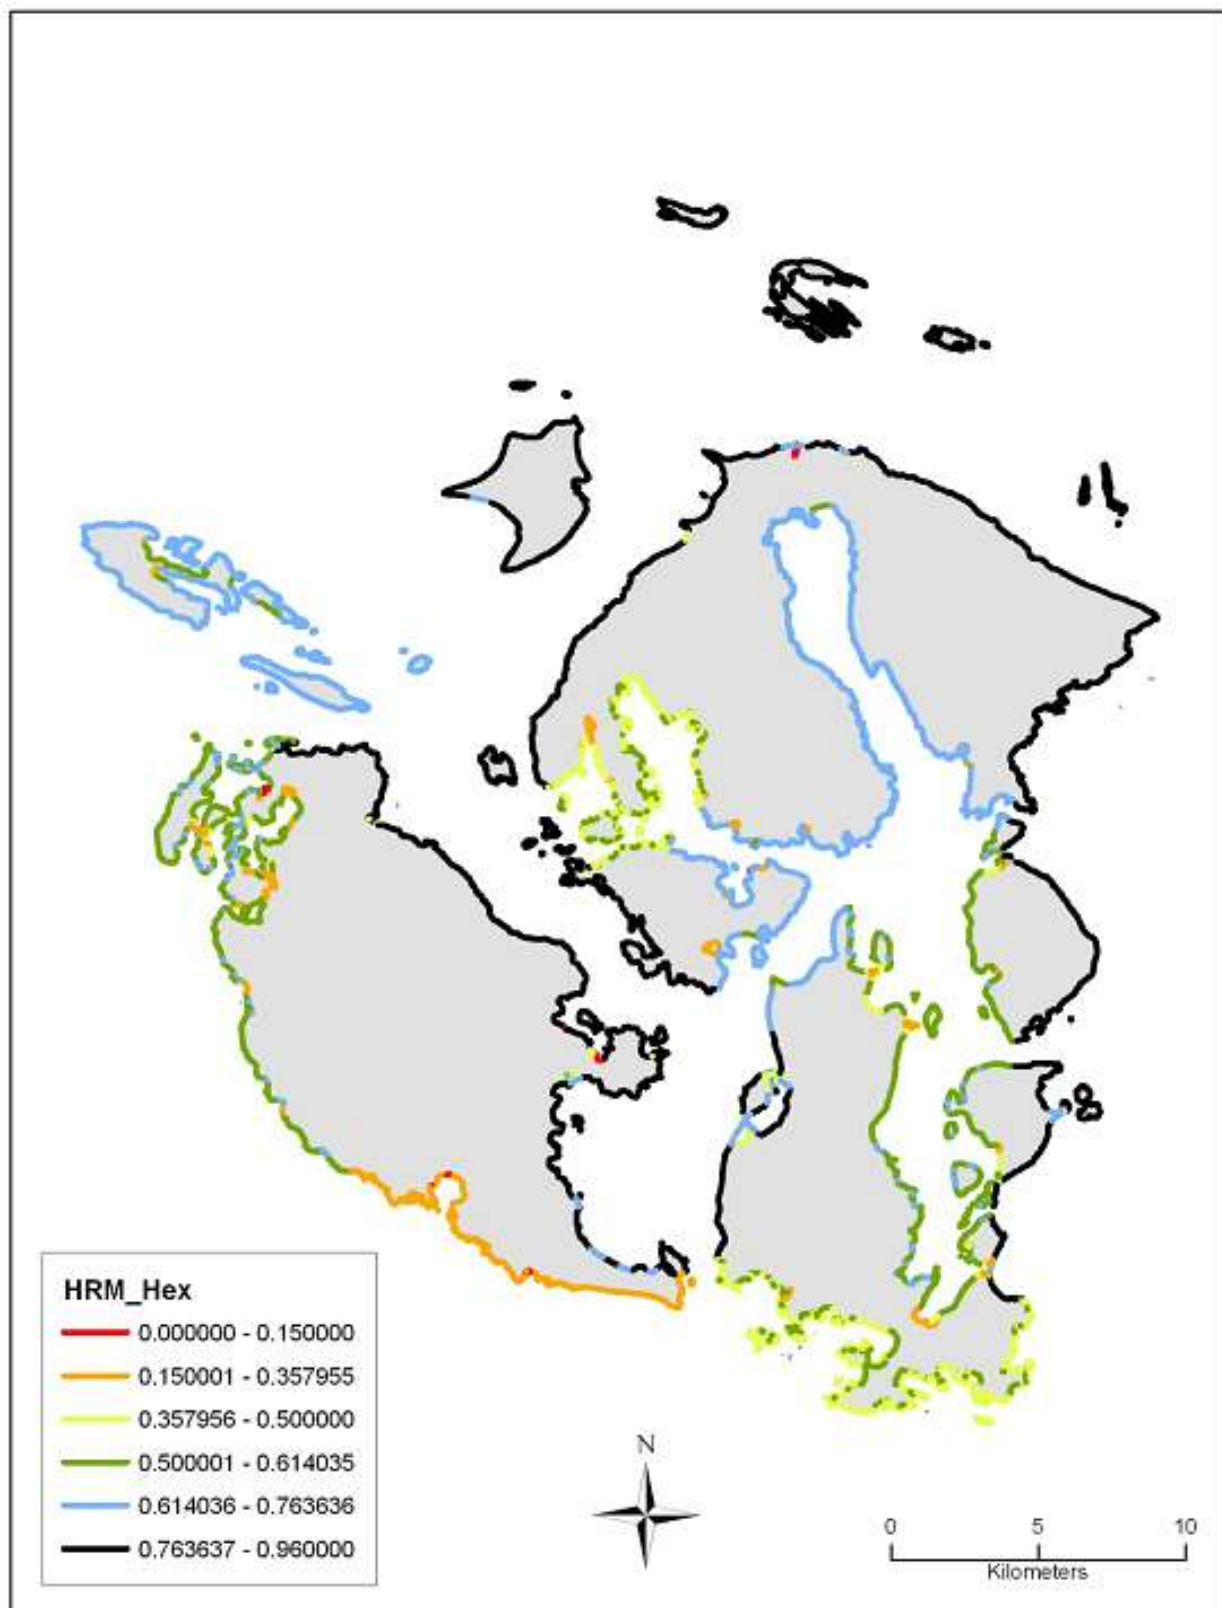 HRM_Hex
0.000000 - 0.150000
0.150001 - 0.357955
0.357956 - 0.500000
0.500001 - 0.614035
0.614036 - 0.763636
0.763637 - 0.960000
N
0 5 10
Kilometers